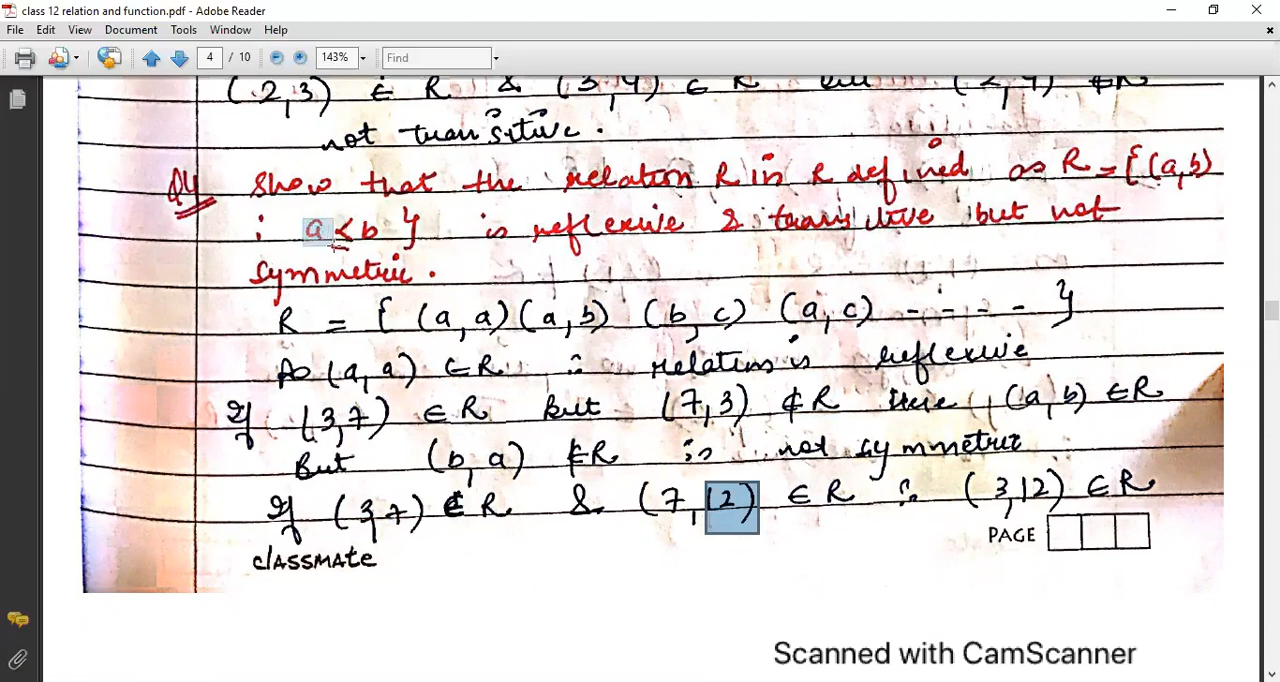 class 12 relation and function.pdf - Adobe Reader
File Edit View Document Tools Window Help
4 / 10 143% Find
(2,3) ∈ R & (3,4) ∈ R but (2,4) ∉R
not transitive.
Q4 Show that the relation R in R defined as R = {(a,b)
: a ≤ b } is reflexive & transitive but not
symmetric.
R = { (a,a)(a,b) (b,c) (a,c) - - - - - }
As (a,a) ∈R ∴ relation is reflexive
If (3,7) ∈ R but (7,3) ∉ R Here (a,b) ∈R
But (b,a) ∉R is not symmetric
If (3,7) ∈ R & (7,12) ∈ R ∴ (3,12) ∈R
PAGE
classmate
Scanned with CamScanner